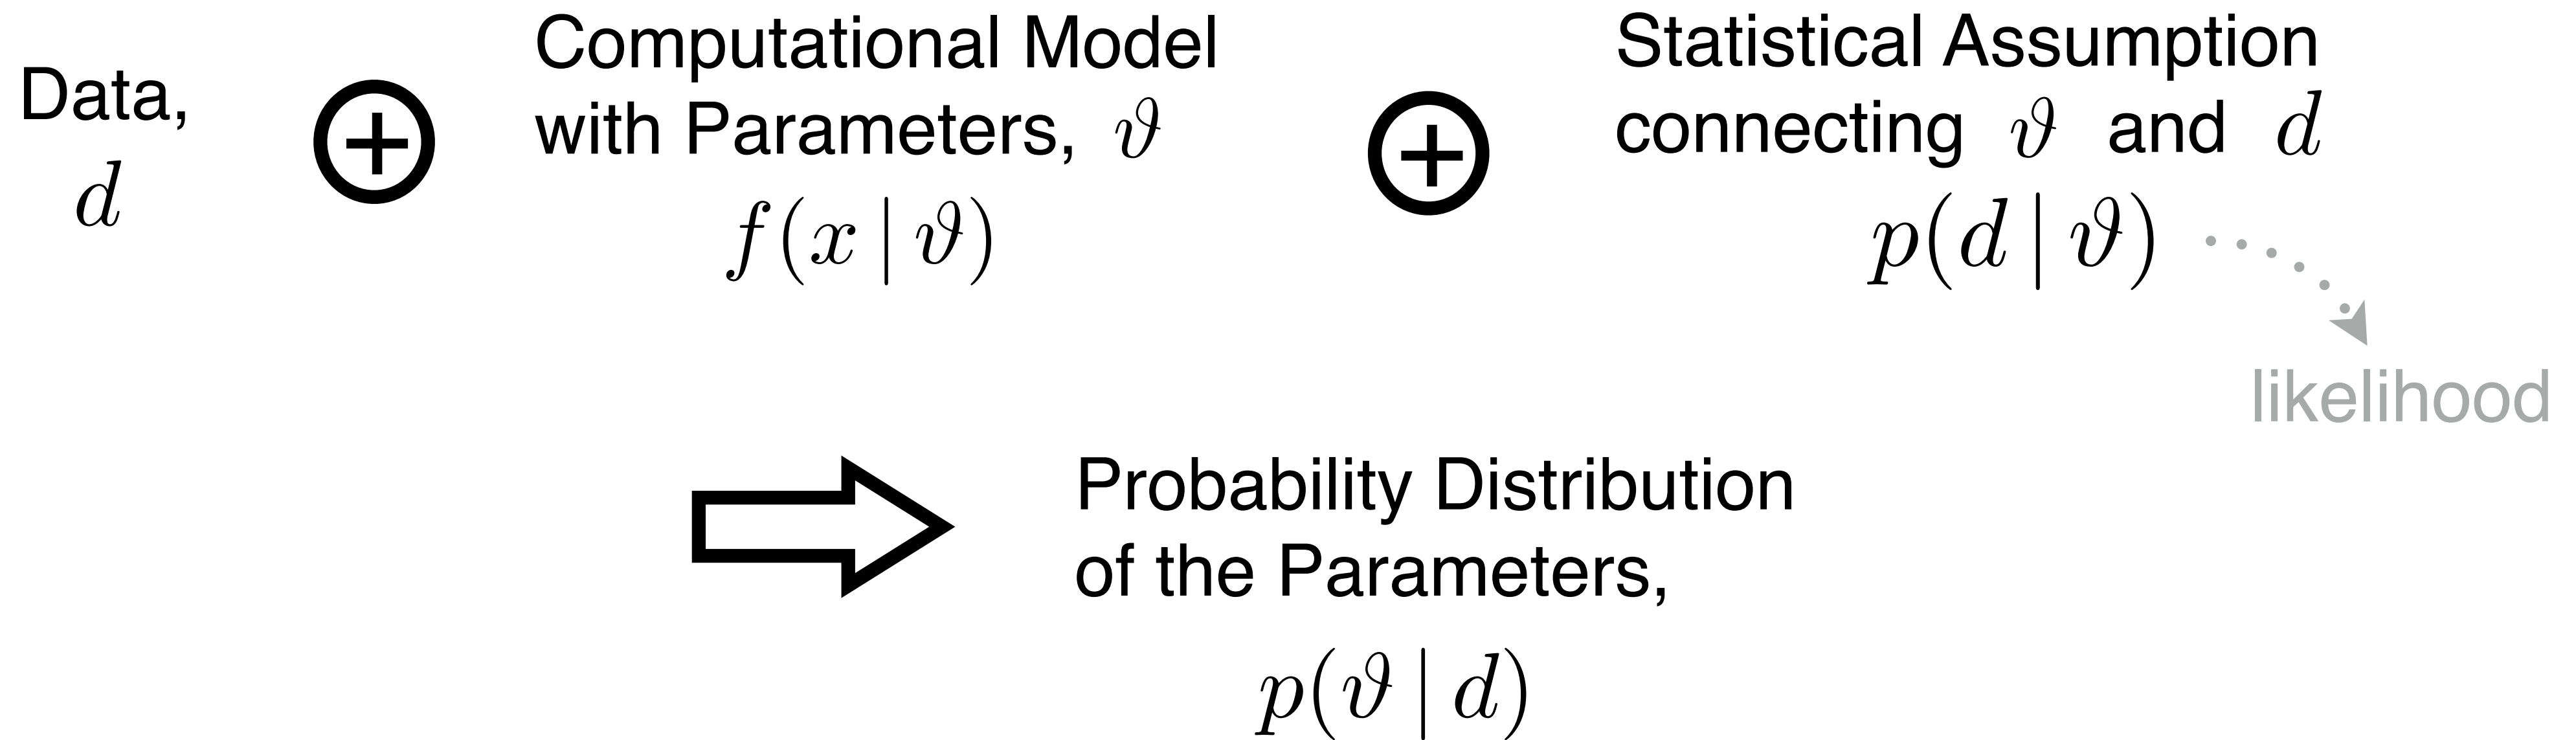 Data,
d
+
Computational Model
with Parameters, ϑ
f(x | ϑ)
+
Statistical Assumption
connecting ϑ and d
p(d | ϑ)
likelihood
Probability Distribution
of the Parameters,
p(ϑ | d)